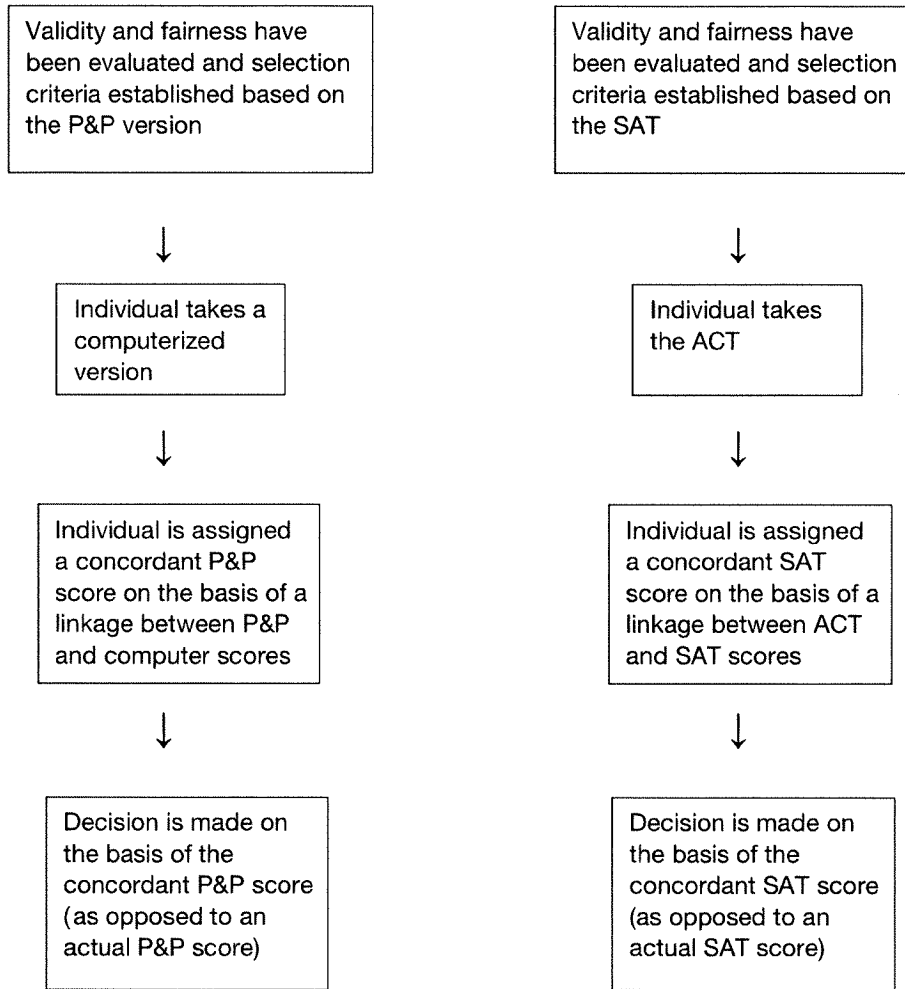 Validity and fairness have
been evaluated and selection
criteria established based on
the P&P version
↓
Individual takes a
computerized
version
↓
Individual is assigned
a concordant P&P
score on the basis of a
linkage between P&P
and computer scores
↓
Decision is made on
the basis of the
concordant P&P score
(as opposed to an
actual P&P score)
Validity and fairness have
been evaluated and selection
criteria established based on
the SAT
↓
Individual takes
the ACT
↓
Individual is assigned
a concordant SAT
score on the basis of a
linkage between ACT
and SAT scores
↓
Decision is made on
the basis of the
concordant SAT score
(as opposed to an
actual SAT score)